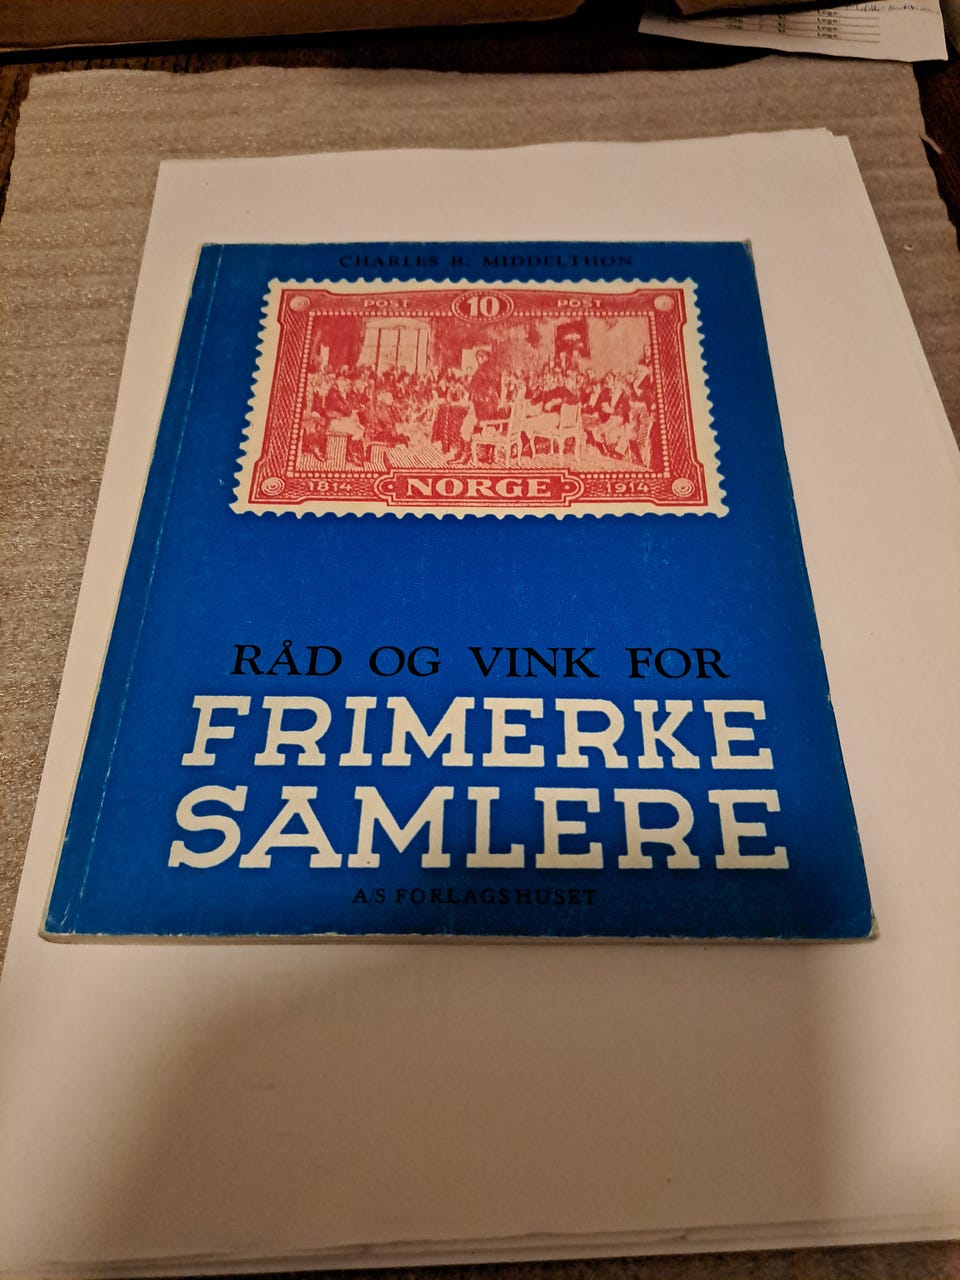 CHARLES B. MIDDELTHON
POST 10 POST
1814 NORGE 1914
RÅD OG VINK FOR
FRIMERKE
SAMLERE
A/S FORLAGSHUSET